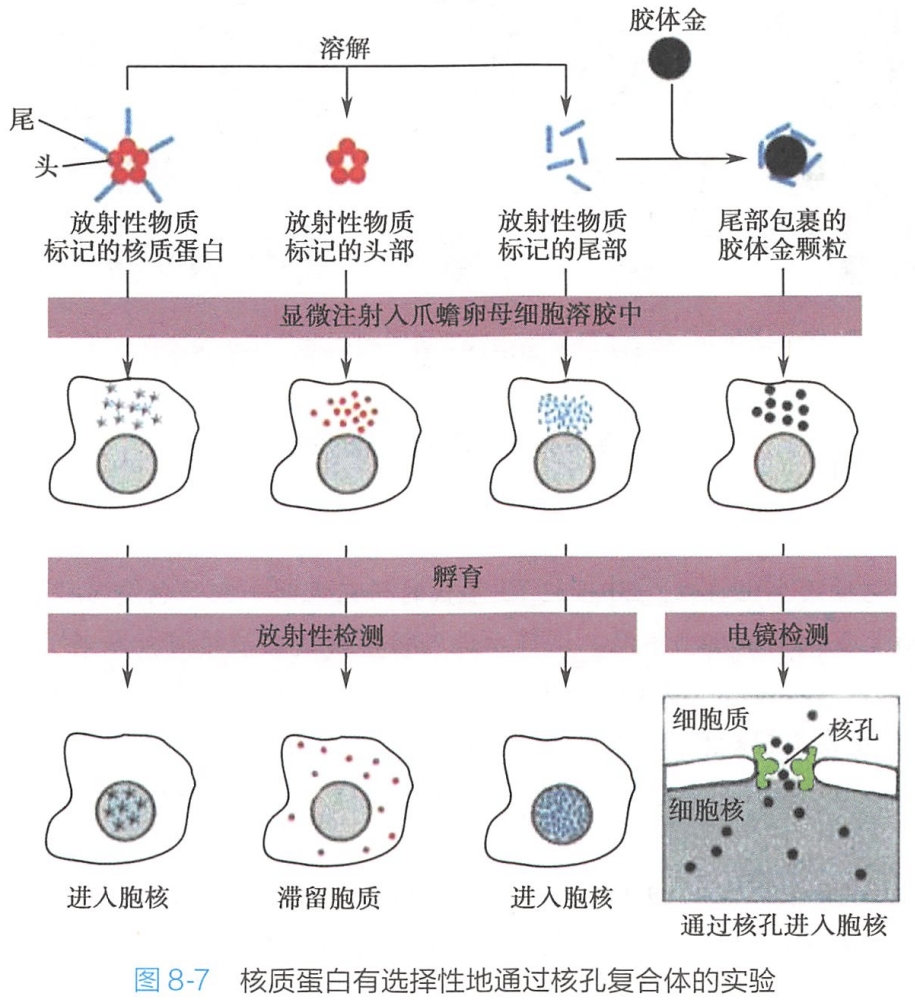 胶体金
溶解
尾
头
放射性物质
标记的核质蛋白
放射性物质
标记的头部
放射性物质
标记的尾部
尾部包裹的
胶体金颗粒
显微注射入爪蟾卵母细胞溶胶中
孵育
放射性检测
电镜检测
细胞质
核孔
细胞核
进入胞核
滞留胞质
进入胞核
通过核孔进入胞核
图 8-7 核质蛋白有选择性地通过核孔复合体的实验